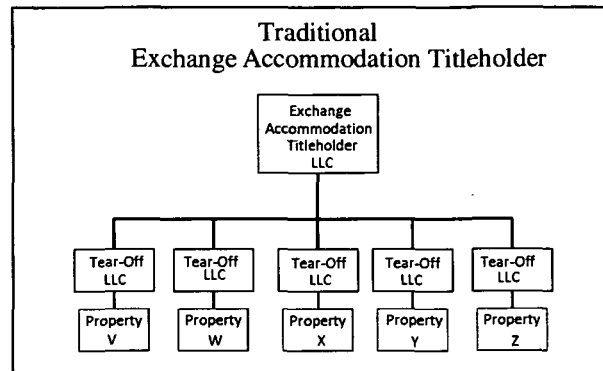 Traditional
Exchange Accommodation Titleholder
Exchange
Accommodation
Titleholder
LLC
Tear-Off
LLC
Tear-Off
LLC
Tear-Off
LLC
Tear-Off
LLC
Tear-Off
LLC
Property
V
Property
W
Property
X
Property
Y
Property
Z